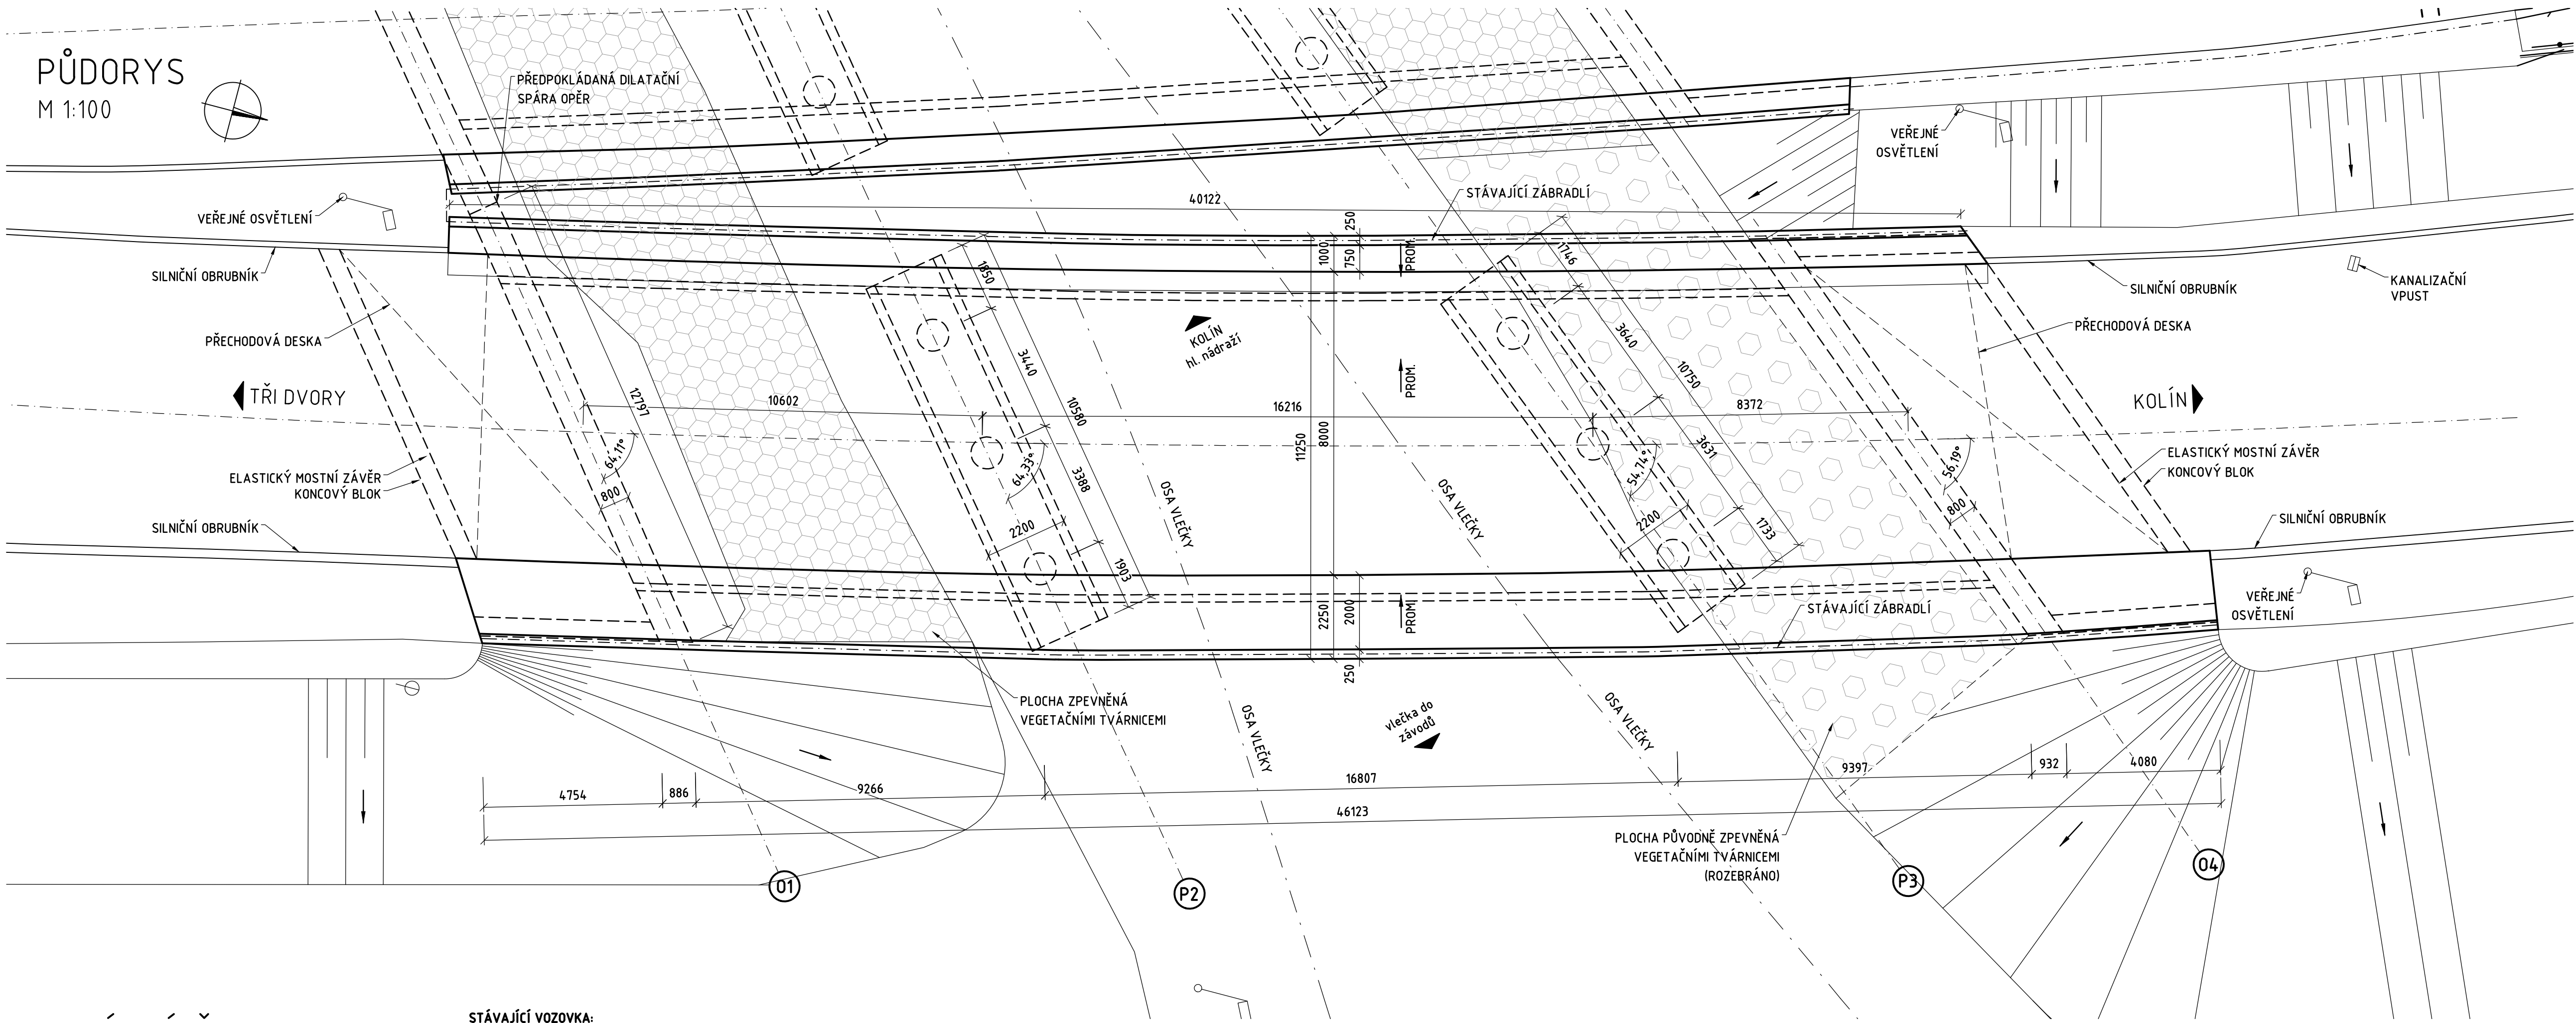 PŮDORYS
M 1:100
PŘEDPOKLÁDANÁ DILATAČNÍ
SPÁRA OPĚR
VEŘEJNÉ
OSVĚTLENÍ
VEŘEJNÉ OSVĚTLENÍ
STÁVAJÍCÍ ZÁBRADLÍ
40122
250
1000
750
PROM.
SILNIČNÍ OBRUBNÍK
SILNIČNÍ OBRUBNÍK
KANALIZAČNÍ
VPUST
1850
1746
PŘECHODOVÁ DESKA
PŘECHODOVÁ DESKA
KOLÍN
hl. nádraží
3440
3640
10750
PROM.
TŘI DVORY
KOLÍN
12797
10602
10580
16216
8372
11250
8000
64,11°
64,33°
54,74°
56,19°
3631
3388
800
800
2200
2200
1733
1903
ELASTICKÝ MOSTNÍ ZÁVĚR
KONCOVÝ BLOK
ELASTICKÝ MOSTNÍ ZÁVĚR
KONCOVÝ BLOK
OSA VLEČKY
OSA VLEČKY
SILNIČNÍ OBRUBNÍK
SILNIČNÍ OBRUBNÍK
2250
2000
PROM.
250
STÁVAJÍCÍ ZÁBRADLÍ
VEŘEJNÉ
OSVĚTLENÍ
PLOCHA ZPEVNĚNÁ
VEGETAČNÍMI TVÁRNICEMI
OSA VLEČKY
OSA VLEČKY
vlečka do
závodů
4754
886
9266
16807
9397
932
4080
46123
PLOCHA PŮVODNĚ ZPEVNĚNÁ
VEGETAČNÍMI TVÁRNICEMI
(ROZEBRÁNO)
O1
P2
P3
O4
STÁVAJÍCÍ VOZOVKA: